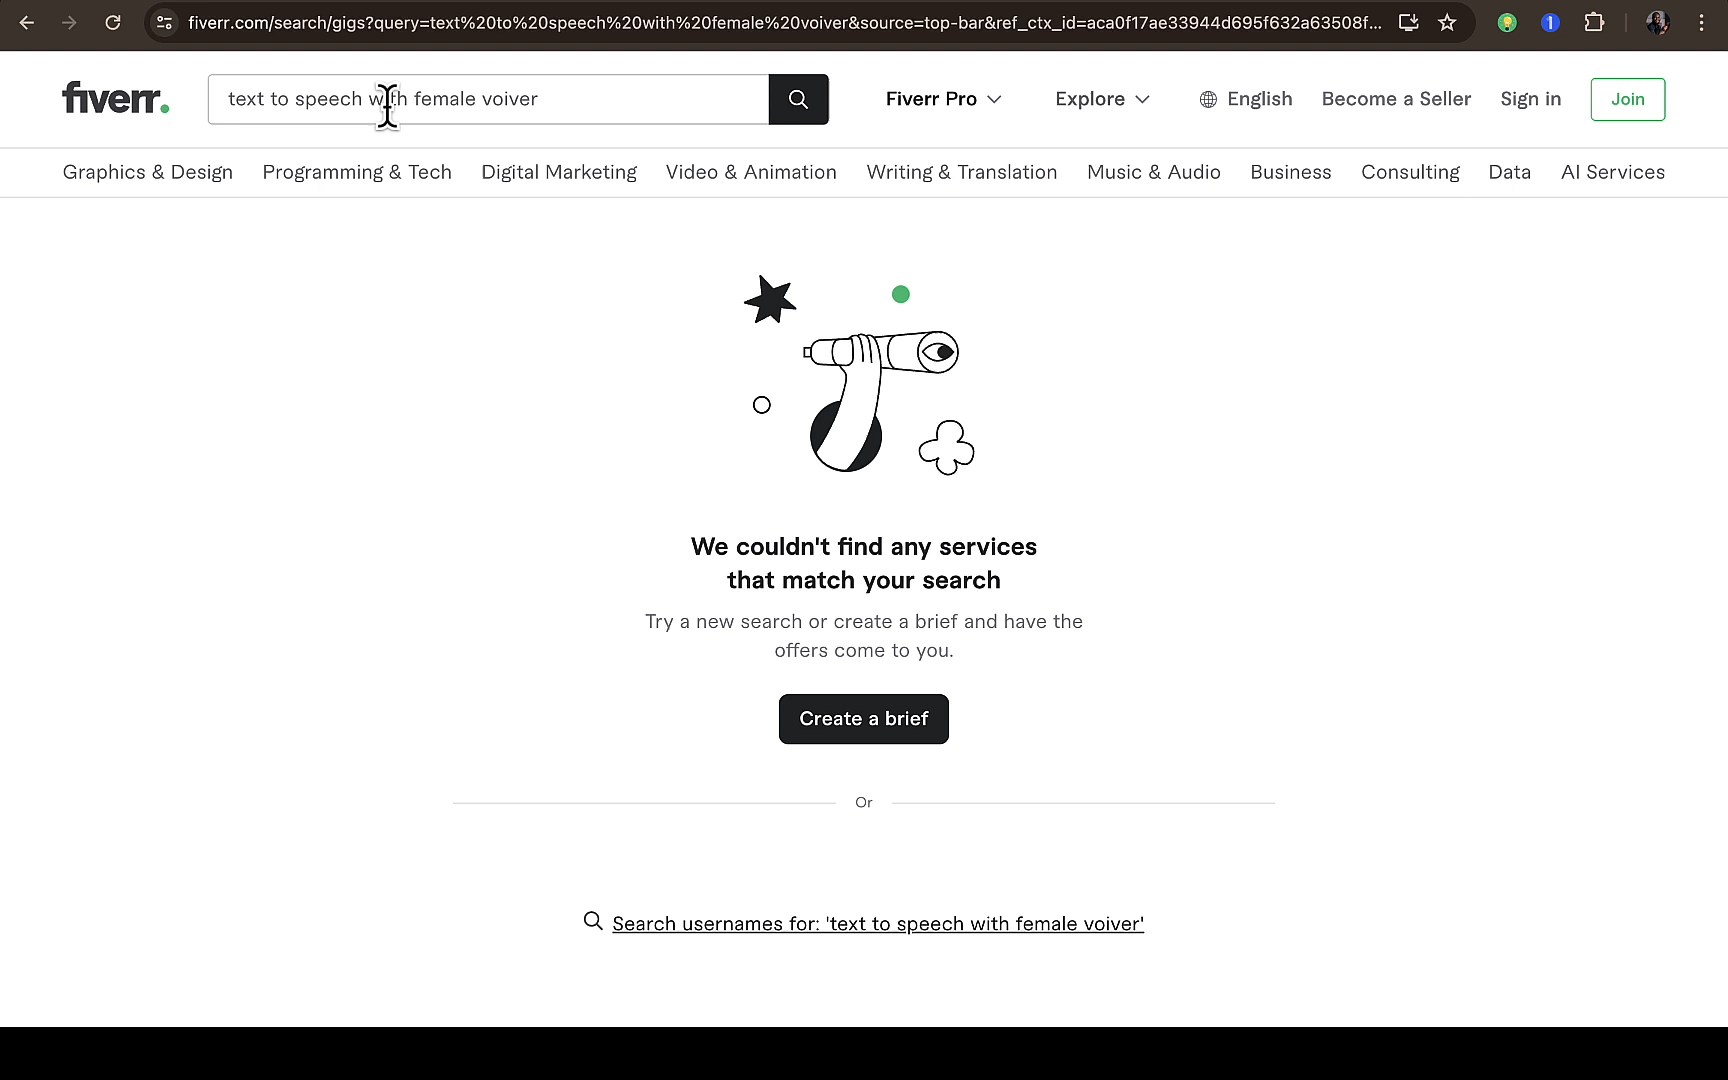 fiverr.com/search/gigs?query=text%20to%20speech%20with%20female%20voiver&source=top-bar&ref_ctx_id=aca0f17ae33944d695f632a63508f...
fiverr.
text to speech with female voiver
Fiverr Pro
Explore
English
Become a Seller
Sign in
Join
Graphics & Design
Programming & Tech
Digital Marketing
Video & Animation
Writing & Translation
Music & Audio
Business
Consulting
Data
AI Services
We couldn't find any services
that match your search
Try a new search or create a brief and have the
offers come to you.
Create a brief
Or
Search usernames for: 'text to speech with female voiver'